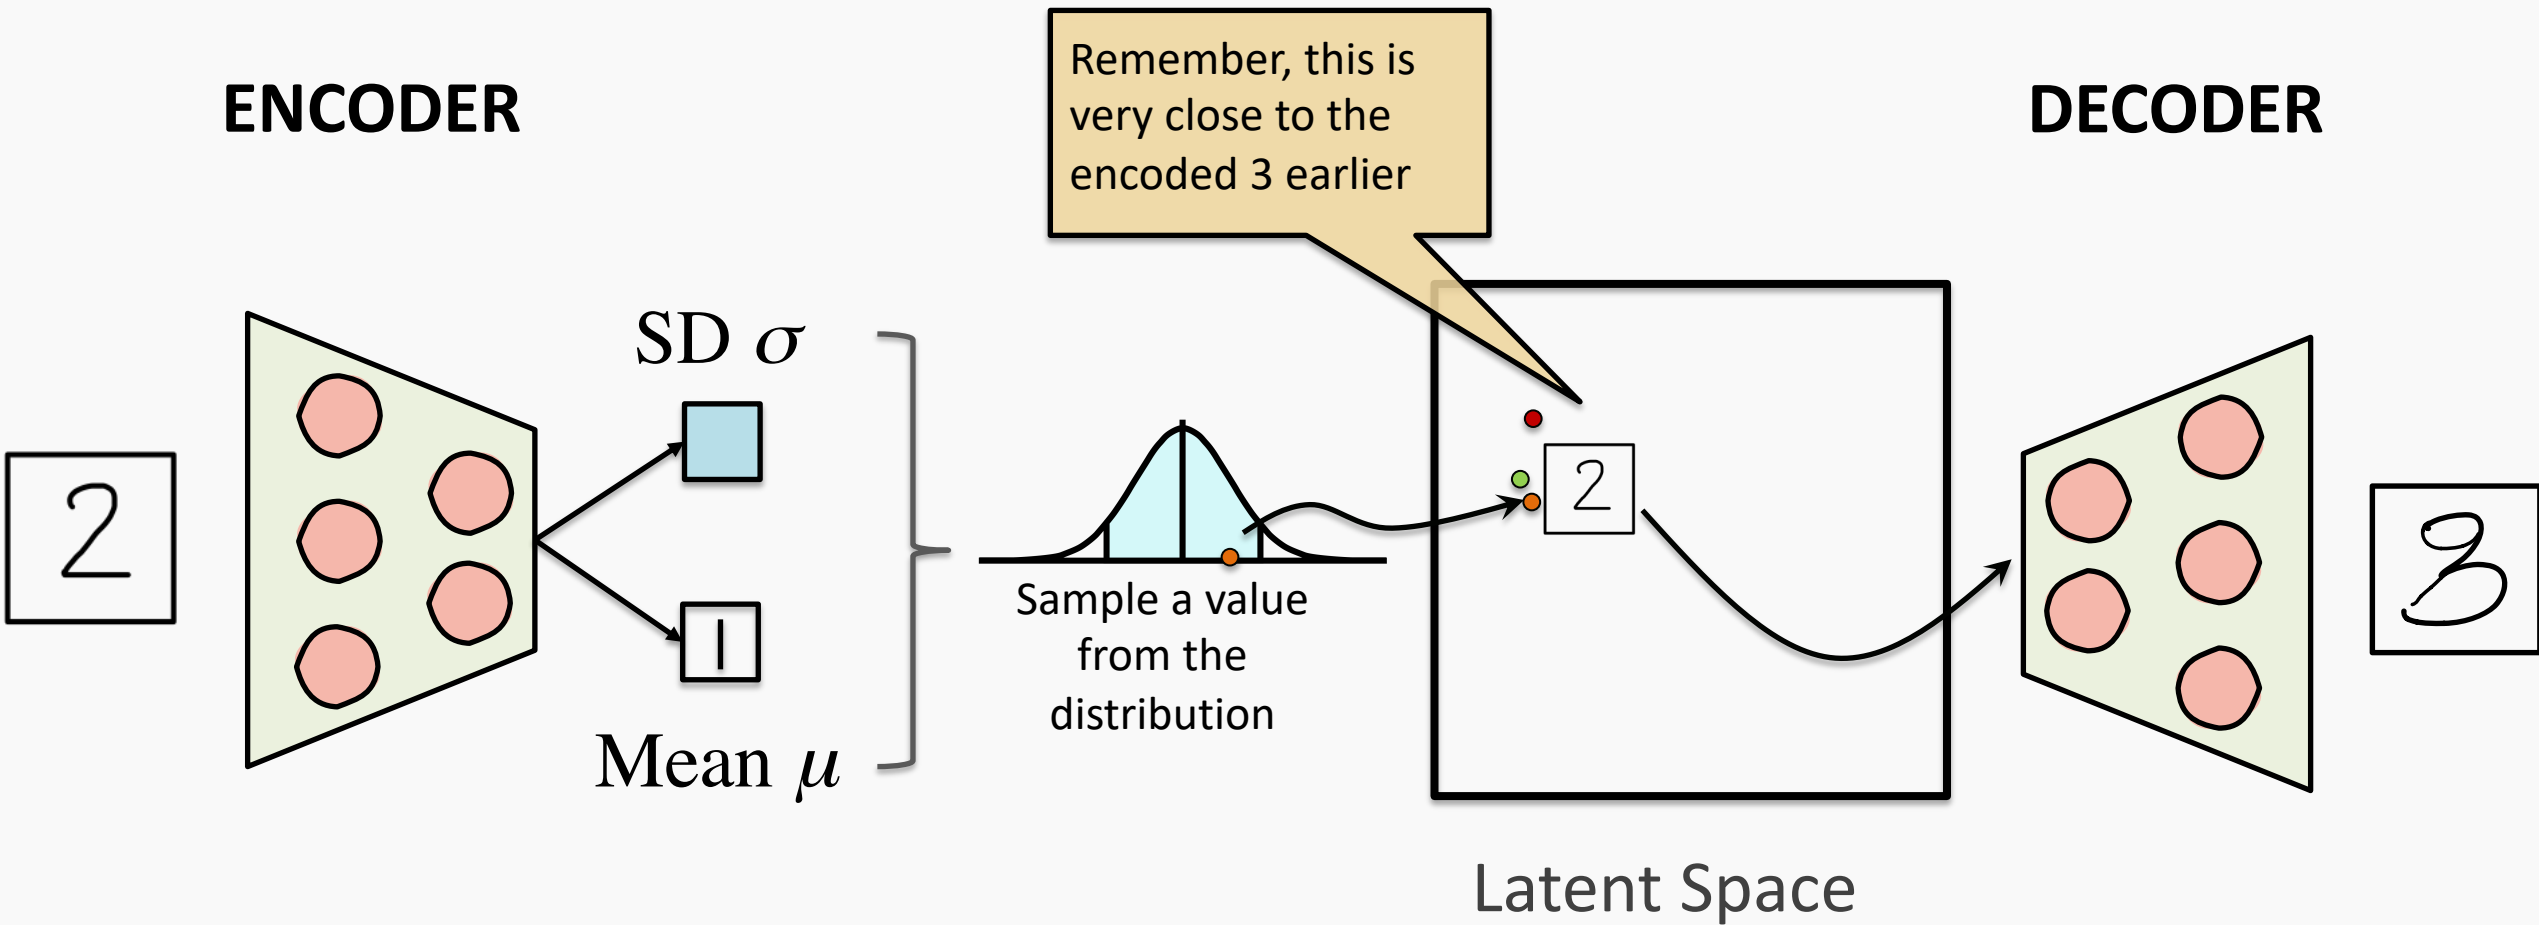 ENCODER
Remember, this is
very close to the
encoded 3 earlier
DECODER
SD σ
2
2
3
Mean μ
Sample a value
from the
distribution
Latent Space